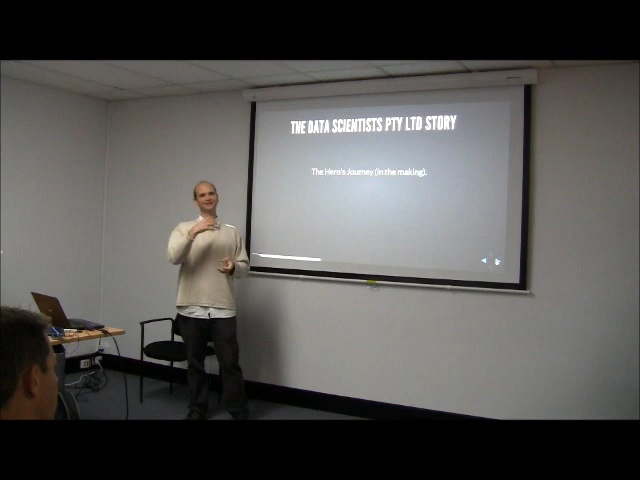 THE DATA SCIENTISTS PTY LTD STORY
The Hero's Journey (in the making).